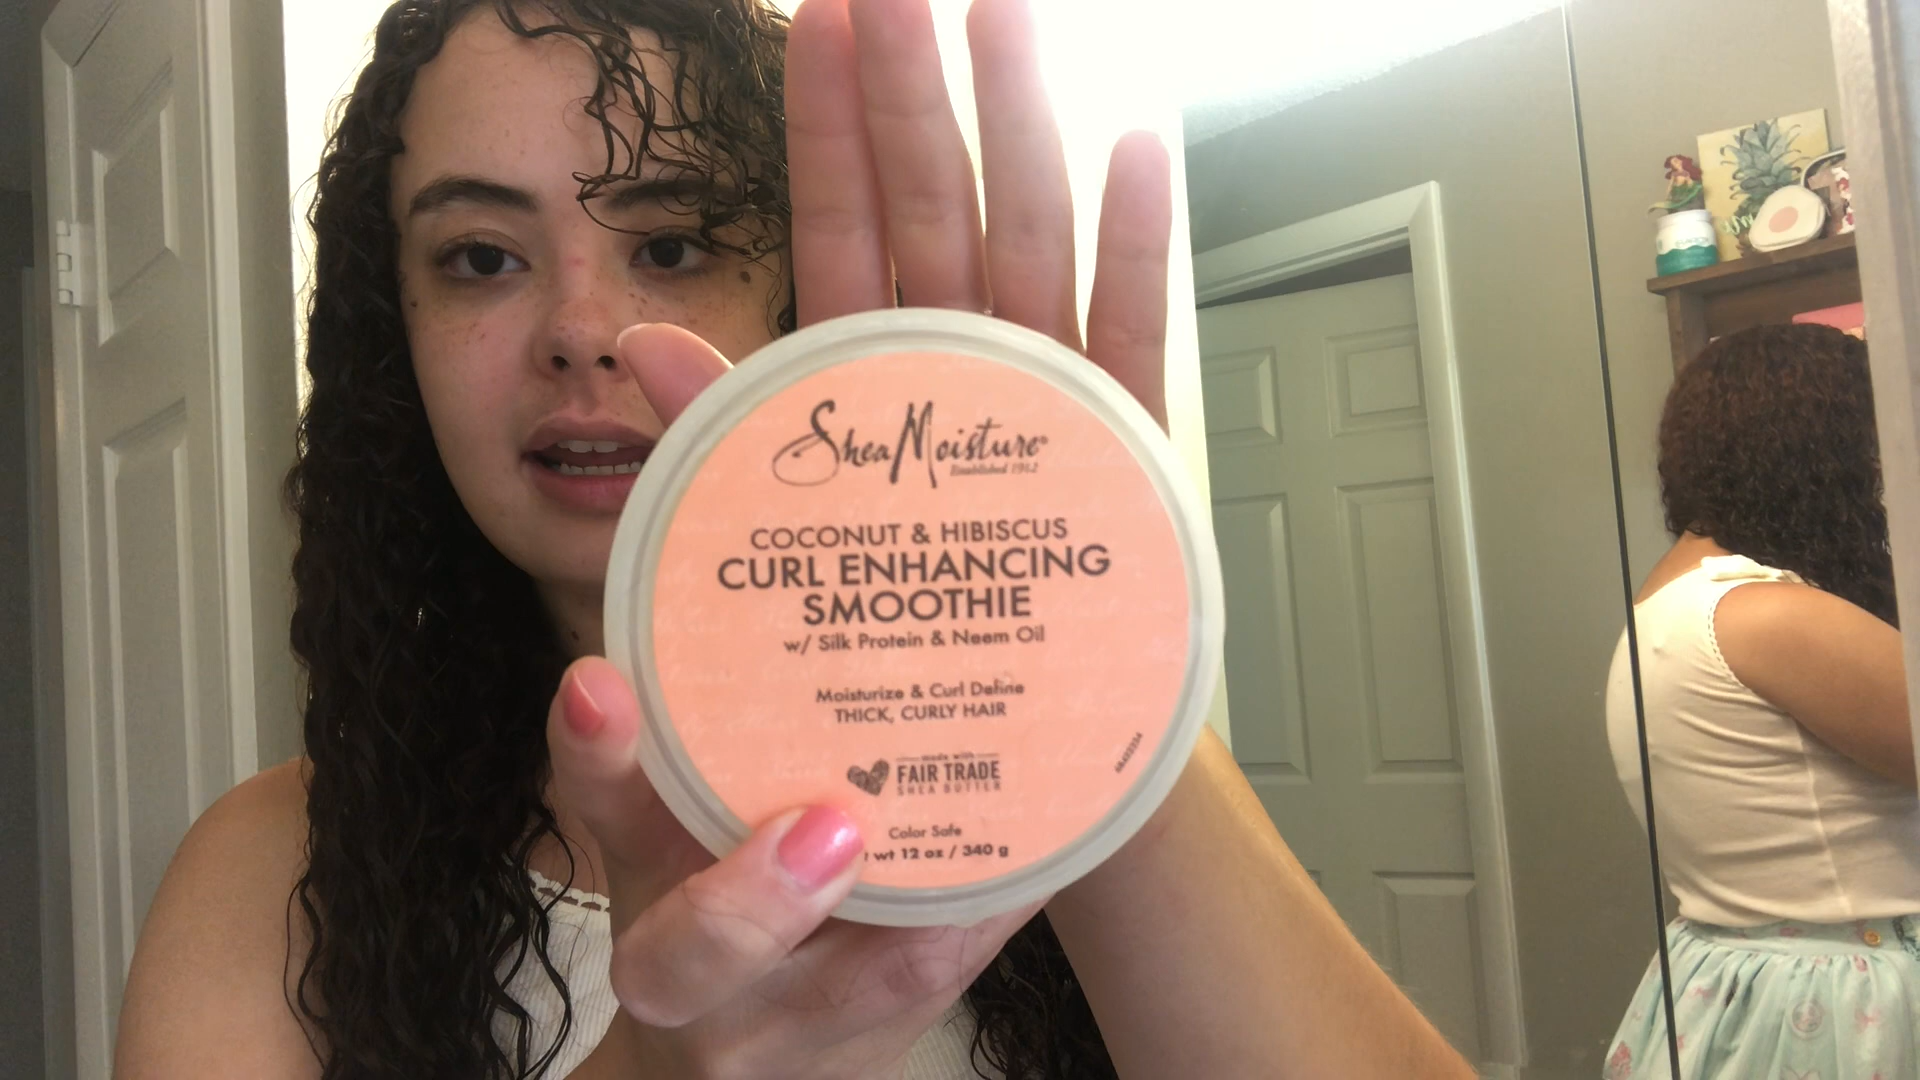 SheaMoisture
Established 1912
COCONUT & HIBISCUS
CURL ENHANCING
SMOOTHIE
w/ Silk Protein & Neem Oil
Moisturize & Curl Define
THICK, CURLY HAIR
made with
FAIR TRADE
SHEA BUTTER
Color Safe
wt 12 oz / 340 g